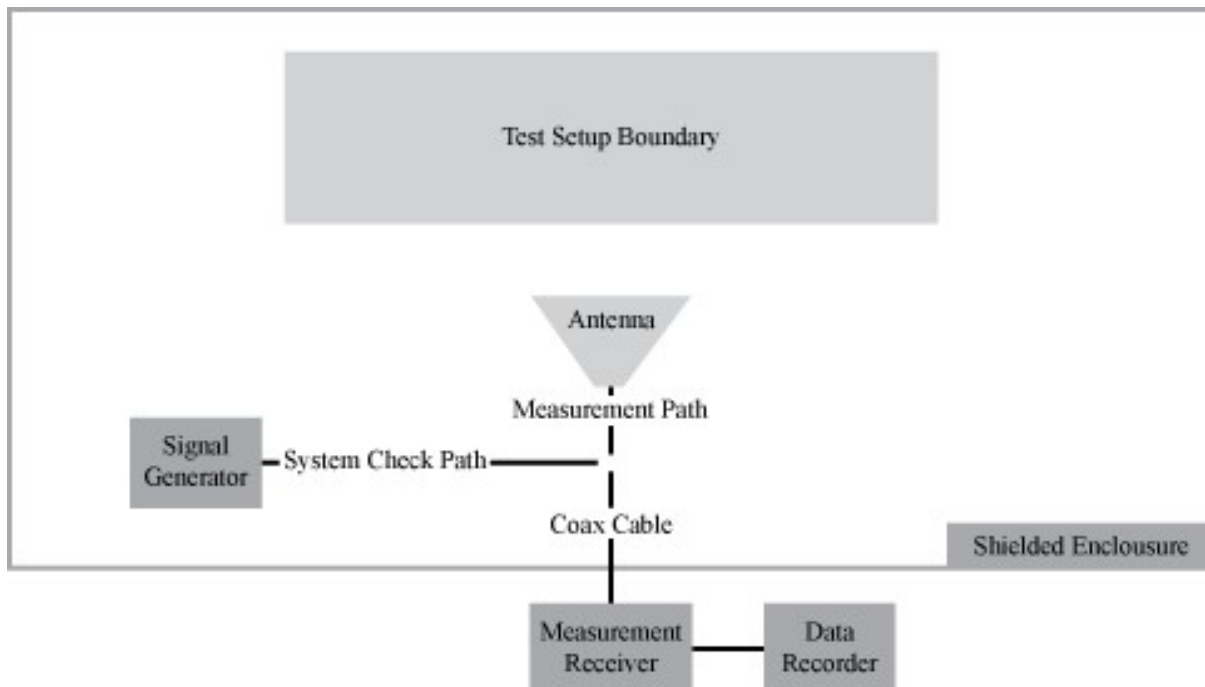 Test Setup Boundary
Antenna
Measurement Path
Signal
Generator
System Check Path
Coax Cable
Shielded Enclousure
Measurement
Receiver
Data
Recorder